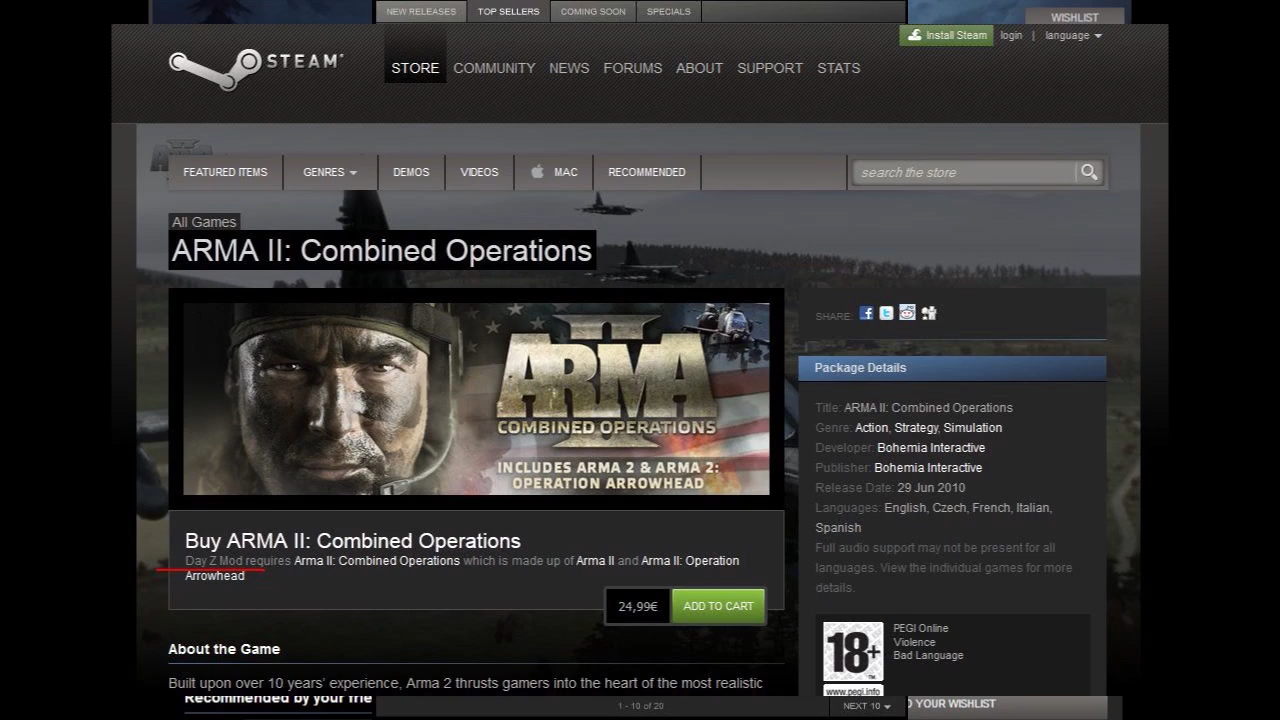 NEW RELEASES TOP SELLERS COMING SOON SPECIALS
WISHLIST
Install Steam login | language
STEAM
STORE COMMUNITY NEWS FORUMS ABOUT SUPPORT STATS
FEATURED ITEMS GENRES DEMOS VIDEOS MAC RECOMMENDED
search the store
All Games
ARMA II: Combined Operations
II
ARMA
COMBINED OPERATIONS
INCLUDES ARMA 2 & ARMA 2:
OPERATION ARROWHEAD
SHARE:
Package Details
Title: ARMA II: Combined Operations
Genre: Action, Strategy, Simulation
Developer: Bohemia Interactive
Publisher: Bohemia Interactive
Release Date: 29 Jun 2010
Languages: English, Czech, French, Italian,
Spanish
Full audio support may not be present for all
languages. View the individual games for more
details.
Buy ARMA II: Combined Operations
Day Z Mod requires Arma II: Combined Operations which is made up of Arma II and Arma II: Operation
Arrowhead
24,99€ ADD TO CART
18+
www.pegi.info
PEGI Online
Violence
Bad Language
About the Game
Built upon over 10 years' experience, Arma 2 thrusts gamers into the heart of the most realistic
Recommended by your frie
1 - 10 of 20 NEXT 10
YOUR WISHLIST